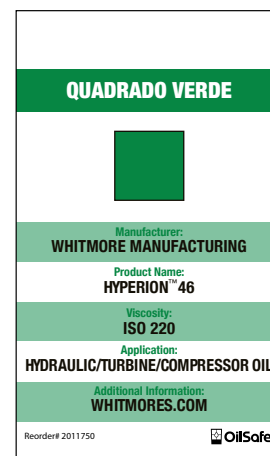 QUADRADO VERDE
Manufacturer:
WHITMORE MANUFACTURING
Product Name:
HYPERION™ 46
Viscosity:
ISO 220
Application:
HYDRAULIC/TURBINE/COMPRESSOR OIL
Additional Information:
WHITMORES.COM
Reorder# 2011750 OilSafe